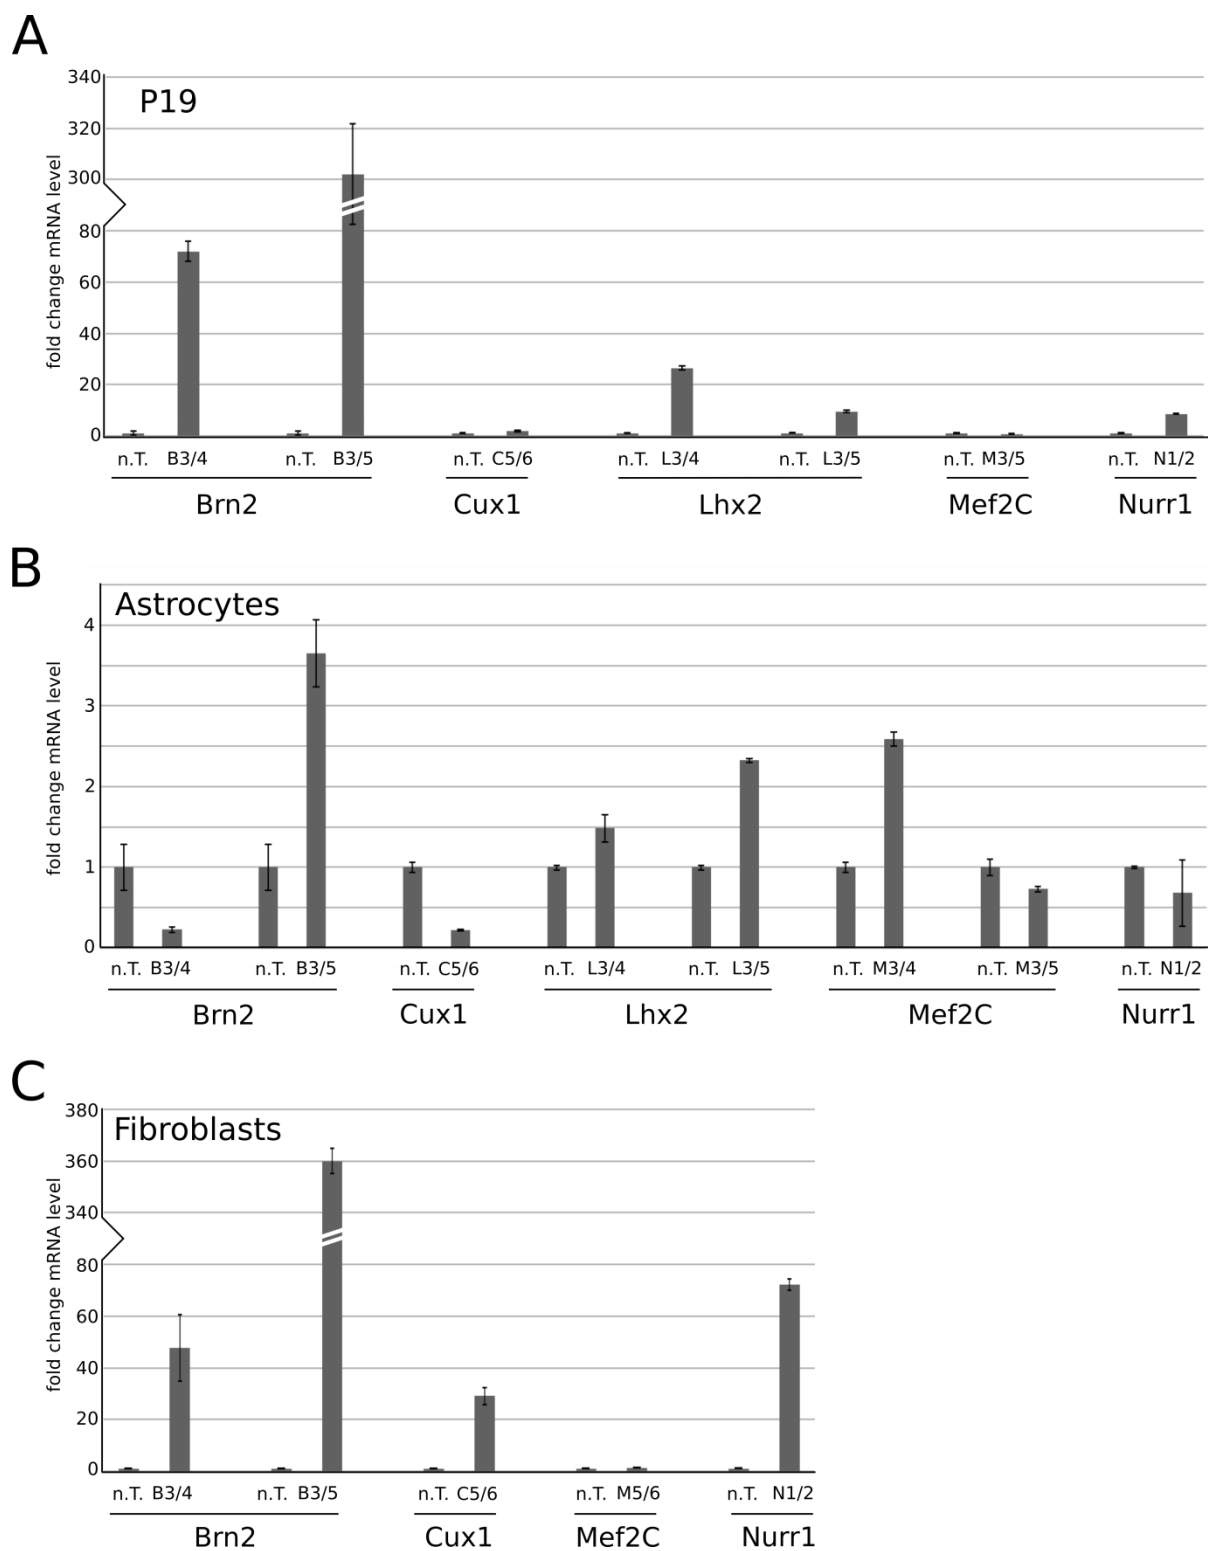 A
P19
fold change mRNA level
340
320
300
80
60
40
20
0
n.T. B3/4 n.T. B3/5 n.T. C5/6 n.T. L3/4 n.T. L3/5 n.T. M3/5 n.T. N1/2
Brn2 Cux1 Lhx2 Mef2C Nurr1
B
Astrocytes
fold change mRNA level
4
3
2
1
0
n.T. B3/4 n.T. B3/5 n.T. C5/6 n.T. L3/4 n.T. L3/5 n.T. M3/4 n.T. M3/5 n.T. N1/2
Brn2 Cux1 Lhx2 Mef2C Nurr1
C
Fibroblasts
fold change mRNA level
380
360
340
80
60
40
20
0
n.T. B3/4 n.T. B3/5 n.T. C5/6 n.T. M5/6 n.T. N1/2
Brn2 Cux1 Mef2C Nurr1